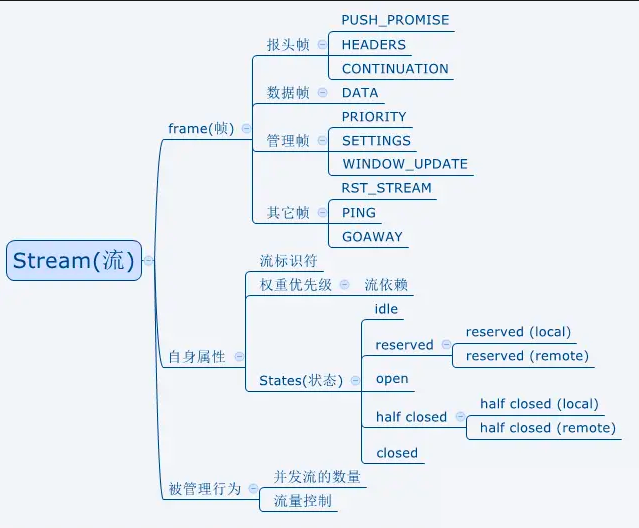 Stream(流)
frame(帧)
报头帧
PUSH_PROMISE
HEADERS
CONTINUATION
数据帧
DATA
管理帧
PRIORITY
SETTINGS
WINDOW_UPDATE
其它帧
RST_STREAM
PING
GOAWAY
自身属性
流标识符
权重优先级
流依赖
States(状态)
idle
reserved
reserved (local)
reserved (remote)
open
half closed
half closed (local)
half closed (remote)
closed
被管理行为
并发流的数量
流量控制